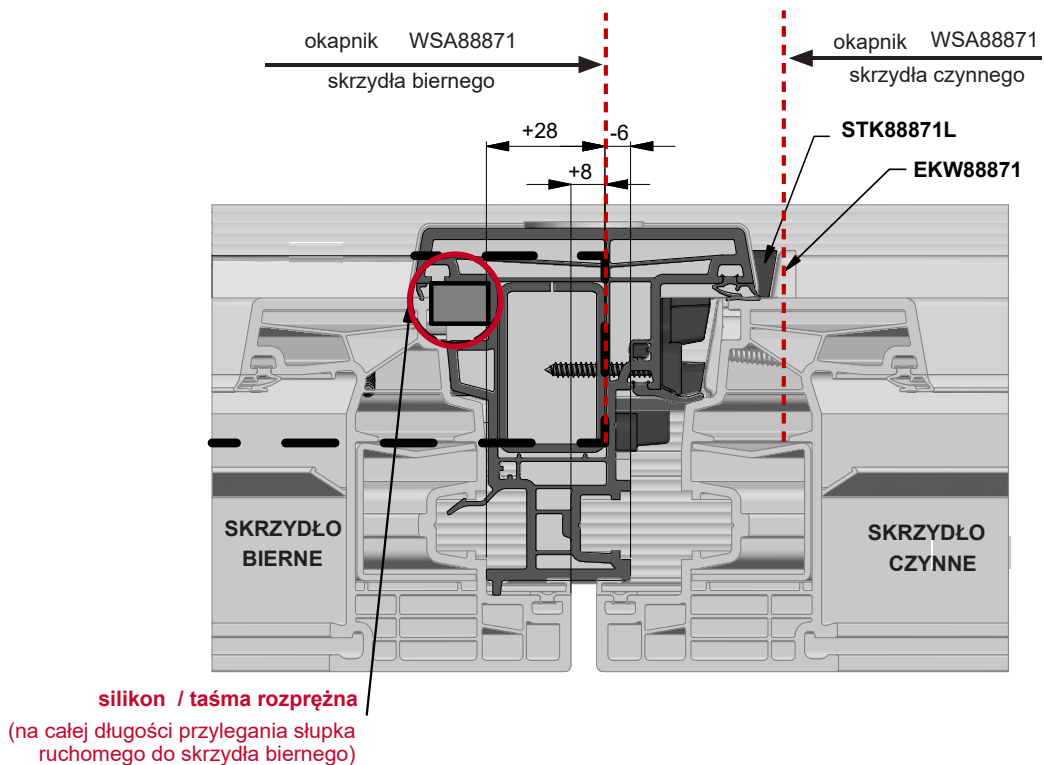 okapnik WSA88871
skrzydła biernego
okapnik WSA88871
skrzydła czynnego
+28
-6
+8
STK88871L
EKW88871
SKRZYDŁO
BIERNE
SKRZYDŁO
CZYNNE
silikon / taśma rozprężna
(na całej długości przylegania słupka
ruchomego do skrzydła biernego)